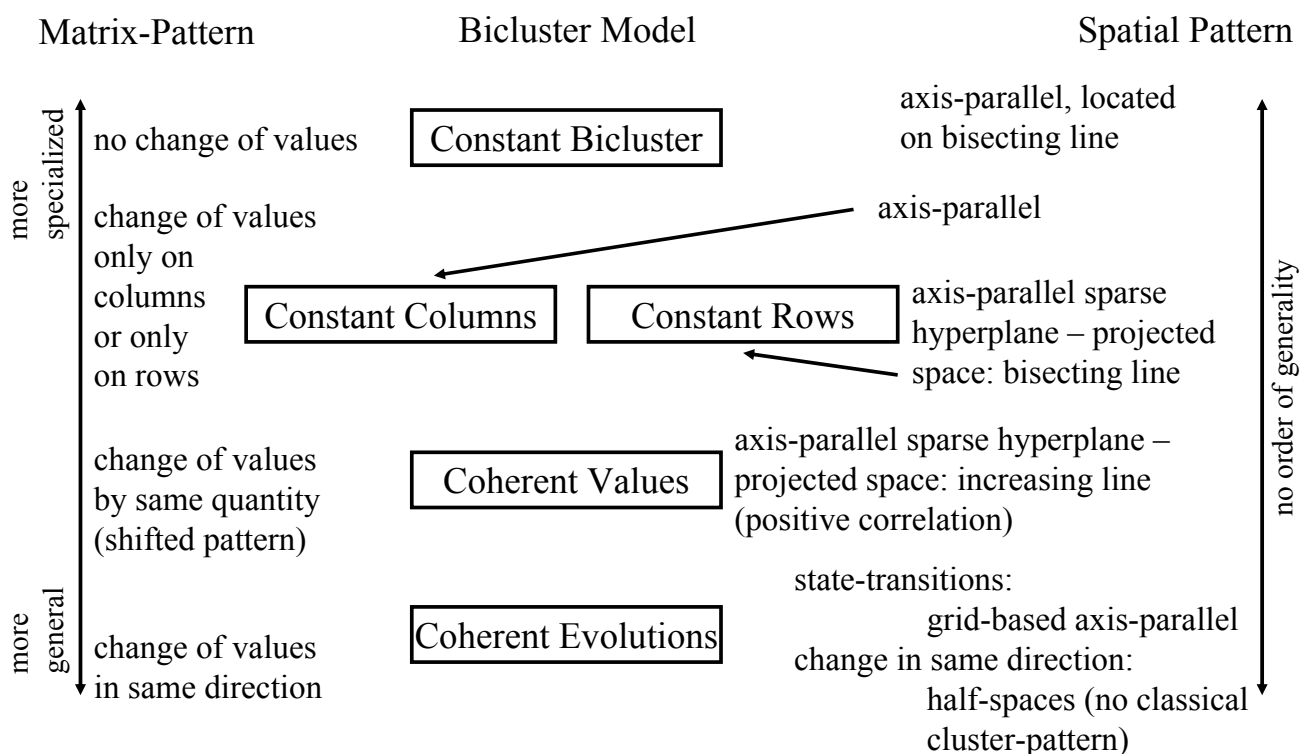 Matrix-Pattern
Bicluster Model
Spatial Pattern
more
specialized
no change of values
Constant Bicluster
axis-parallel, located
on bisecting line
change of values
only on
columns
or only
on rows
axis-parallel
Constant Columns
Constant Rows
axis-parallel sparse
hyperplane – projected
space: bisecting line
no order of generality
change of values
by same quantity
(shifted pattern)
Coherent Values
axis-parallel sparse hyperplane –
projected space: increasing line
(positive correlation)
more
general
change of values
in same direction
Coherent Evolutions
state-transitions:
grid-based axis-parallel
change in same direction:
half-spaces (no classical
cluster-pattern)